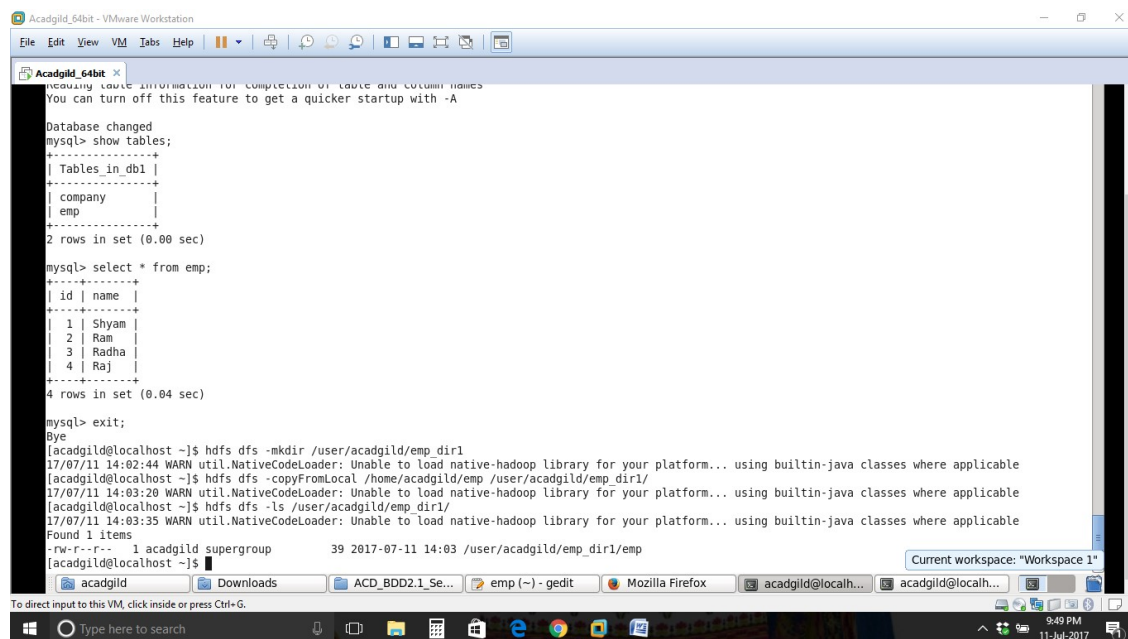 Acadgild_64bit - VMware Workstation
File Edit View VM Tabs Help
Acadgild_64bit
Reading table information for completion of table and column names
You can turn off this feature to get a quicker startup with -A
Database changed
mysql> show tables;
+---------------+
| Tables_in_db1 |
+---------------+
| company       |
| emp           |
+---------------+
2 rows in set (0.00 sec)
mysql> select * from emp;
+----+-------+
| id | name  |
+----+-------+
|  1 | Shyam |
|  2 | Ram   |
|  3 | Radha |
|  4 | Raj   |
+----+-------+
4 rows in set (0.04 sec)
mysql> exit;
Bye
[acadgild@localhost ~]$ hdfs dfs -mkdir /user/acadgild/emp_dir1
17/07/11 14:02:44 WARN util.NativeCodeLoader: Unable to load native-hadoop library for your platform... using builtin-java classes where applicable
[acadgild@localhost ~]$ hdfs dfs -copyFromLocal /home/acadgild/emp /user/acadgild/emp_dir1/
17/07/11 14:03:20 WARN util.NativeCodeLoader: Unable to load native-hadoop library for your platform... using builtin-java classes where applicable
[acadgild@localhost ~]$ hdfs dfs -ls /user/acadgild/emp_dir1/
17/07/11 14:03:35 WARN util.NativeCodeLoader: Unable to load native-hadoop library for your platform... using builtin-java classes where applicable
Found 1 items
-rw-r--r--   1 acadgild supergroup         39 2017-07-11 14:03 /user/acadgild/emp_dir1/emp
[acadgild@localhost ~]$
Current workspace: "Workspace 1"
acadgild Downloads ACD_BDD2.1_Se... emp (~) - gedit Mozilla Firefox acadgild@localh... acadgild@localh...
To direct input to this VM, click inside or press Ctrl+G.
Type here to search
9:49 PM
11-Jul-2017